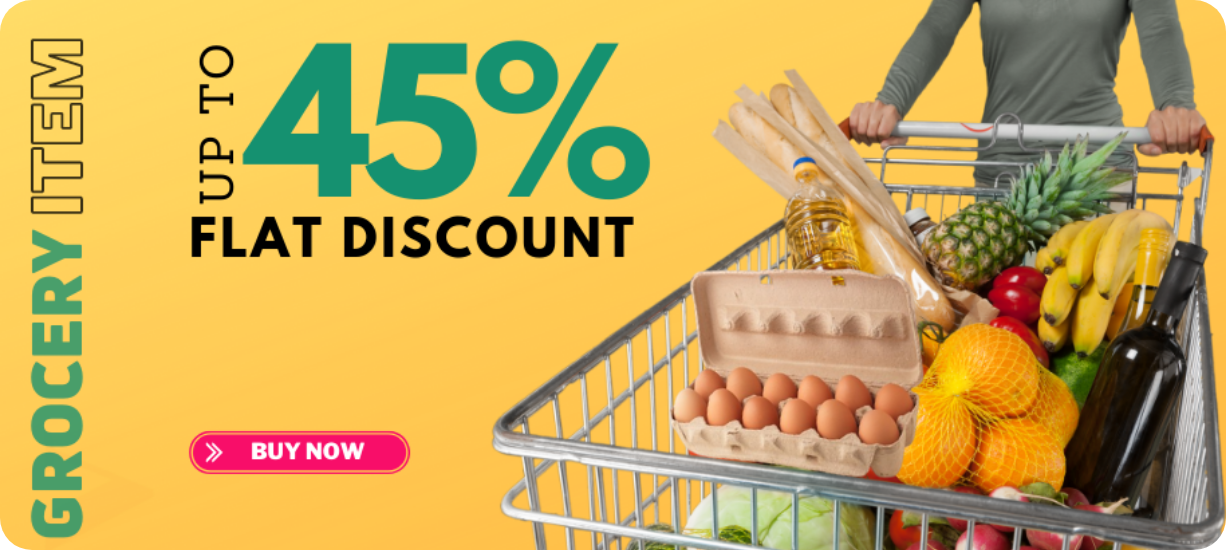 GROCERY ITEM
UP TO
45%
FLAT DISCOUNT
BUY NOW